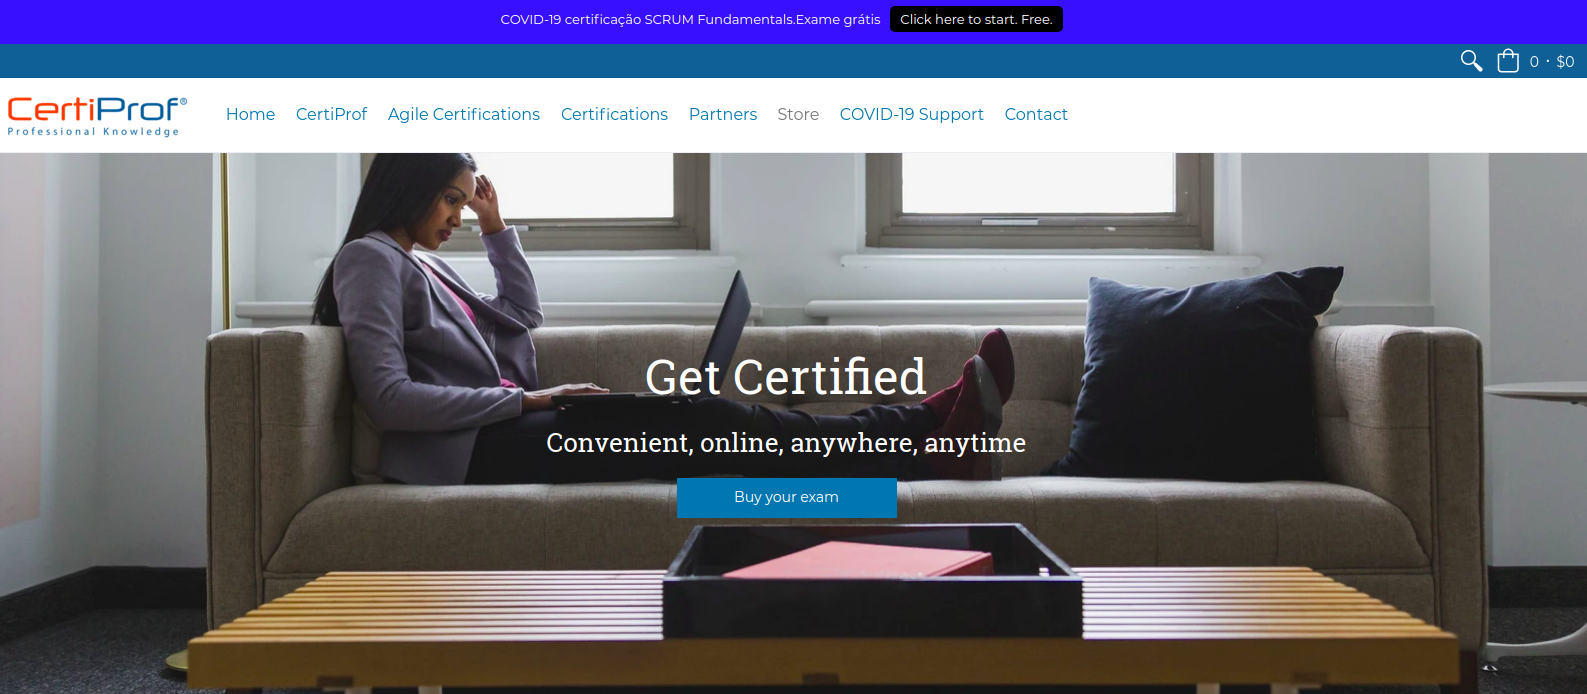 COVID-19 certificação SCRUM Fundamentals.Exame grátis Click here to start. Free.
0 · $0
CertiProf®
Professional Knowledge
Home CertiProf Agile Certifications Certifications Partners Store COVID-19 Support Contact
Get Certified
Convenient, online, anywhere, anytime
Buy your exam